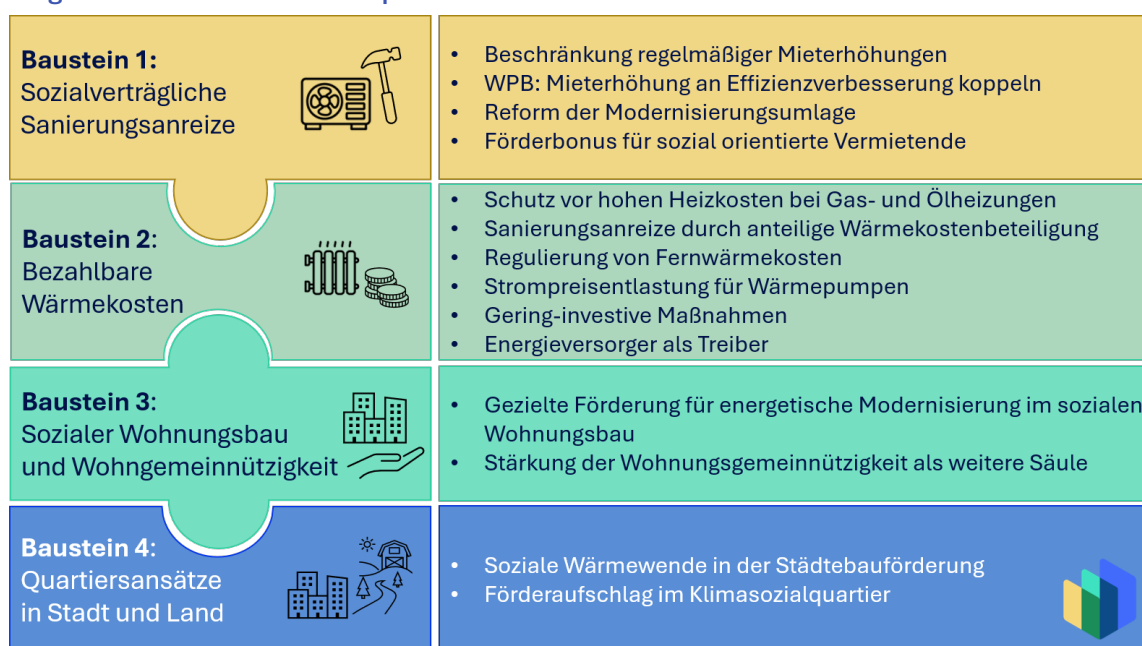 Baustein 1:
Sozialverträgliche
Sanierungsanreize
• Beschränkung regelmäßiger Mieterhöhungen
• WPB: Mieterhöhung an Effizienzverbesserung koppeln
• Reform der Modernisierungsumlage
• Förderbonus für sozial orientierte Vermietende
Baustein 2:
Bezahlbare
Wärmekosten
• Schutz vor hohen Heizkosten bei Gas- und Ölheizungen
• Sanierungsanreize durch anteilige Wärmekostenbeteiligung
• Regulierung von Fernwärmekosten
• Strompreisentlastung für Wärmepumpen
• Gering-investive Maßnahmen
• Energieversorger als Treiber
Baustein 3:
Sozialer Wohnungsbau
und Wohngemeinnützigkeit
• Gezielte Förderung für energetische Modernisierung im sozialen
Wohnungsbau
• Stärkung der Wohnungsgemeinnützigkeit als weitere Säule
Baustein 4:
Quartiersansätze
in Stadt und Land
• Soziale Wärmewende in der Städtebauförderung
• Förderaufschlag im Klimasozialquartier